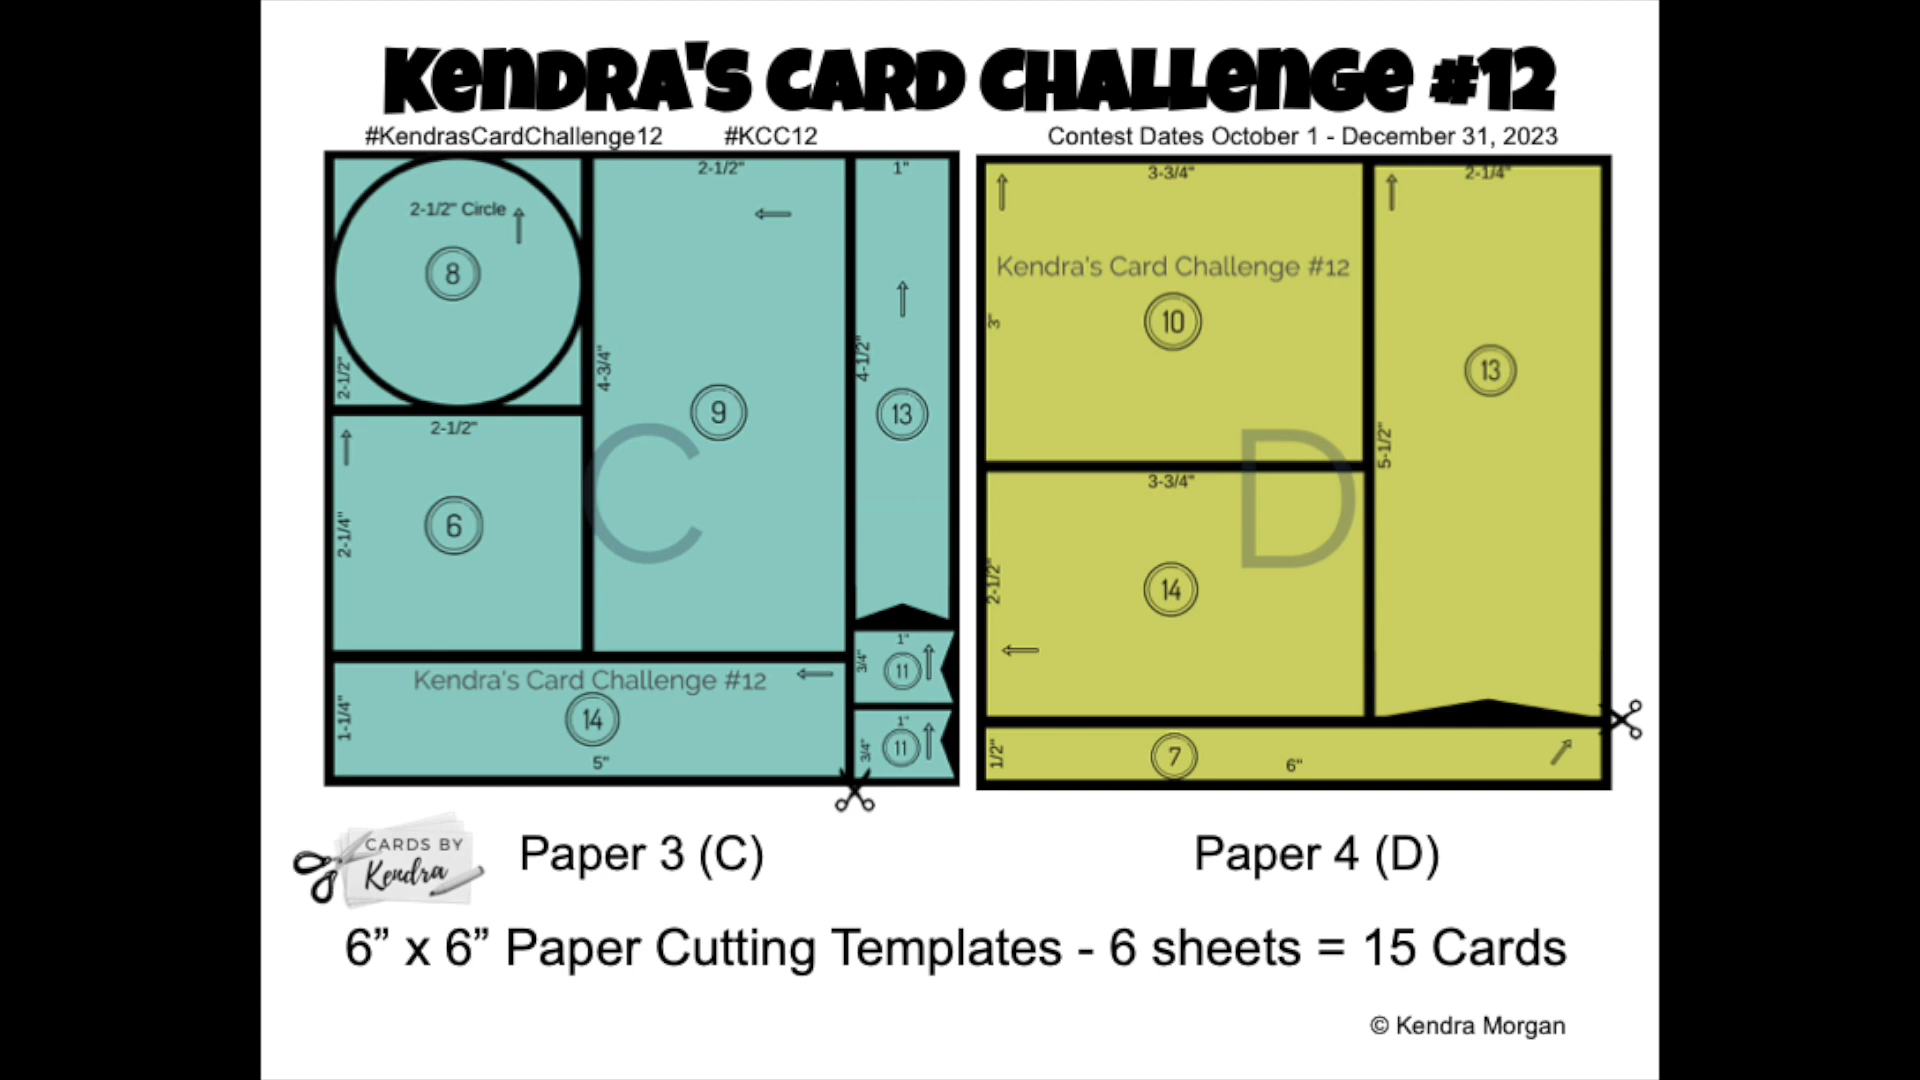 KENDRA'S CARD CHALLENGE #12
#KendrasCardChallenge12 #KCC12
Contest Dates October 1 - December 31, 2023
2-1/2" Circle
8
2-1/2"
2-1/2"
6
2-1/4"
2-1/2"
4-3/4"
9
C
1"
4-1/2"
13
Kendra's Card Challenge #12
14
1-1/4"
5"
1"
3/4"
11
1"
3/4"
11
3-3/4"
Kendra's Card Challenge #12
3"
10
2-1/4"
13
5-1/2"
D
3-3/4"
2-1/2"
14
1/2"
7
6"
CARDS BY
Kendra
Paper 3 (C)
Paper 4 (D)
6” x 6” Paper Cutting Templates - 6 sheets = 15 Cards
© Kendra Morgan